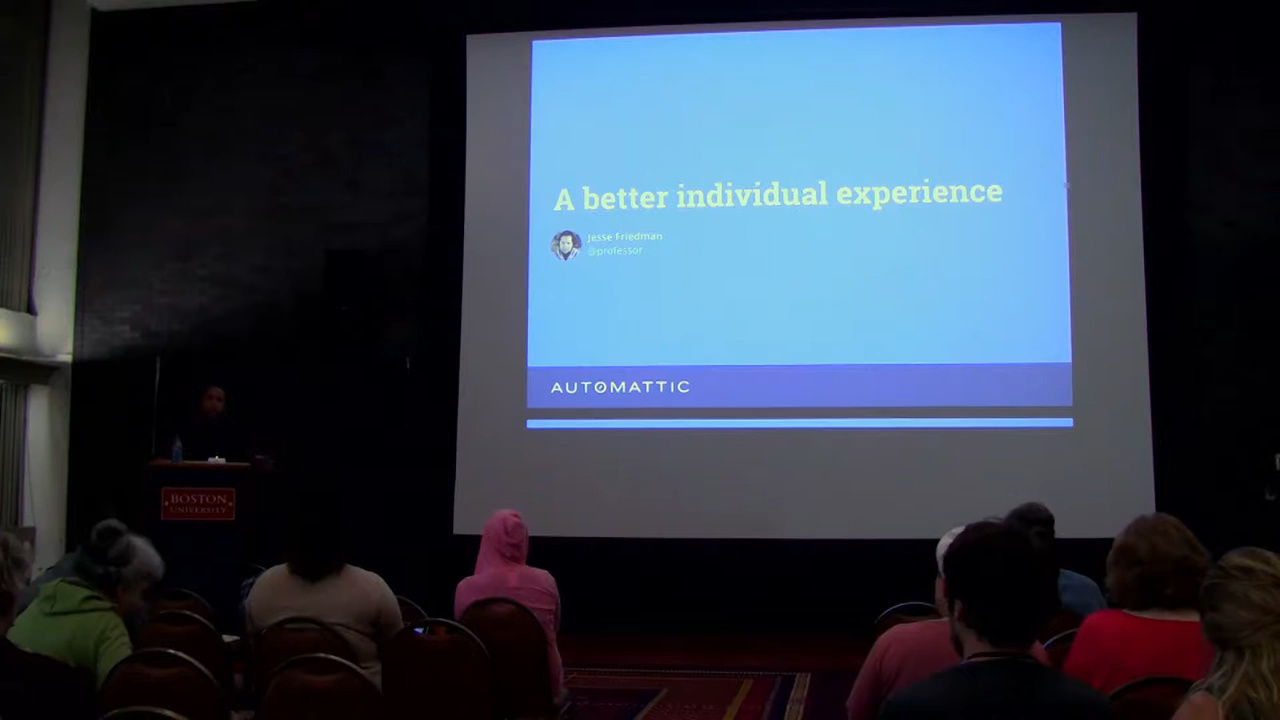 A better individual experience
Jesse Friedman
@professor
AUTOMATTIC
BOSTON
UNIVERSITY